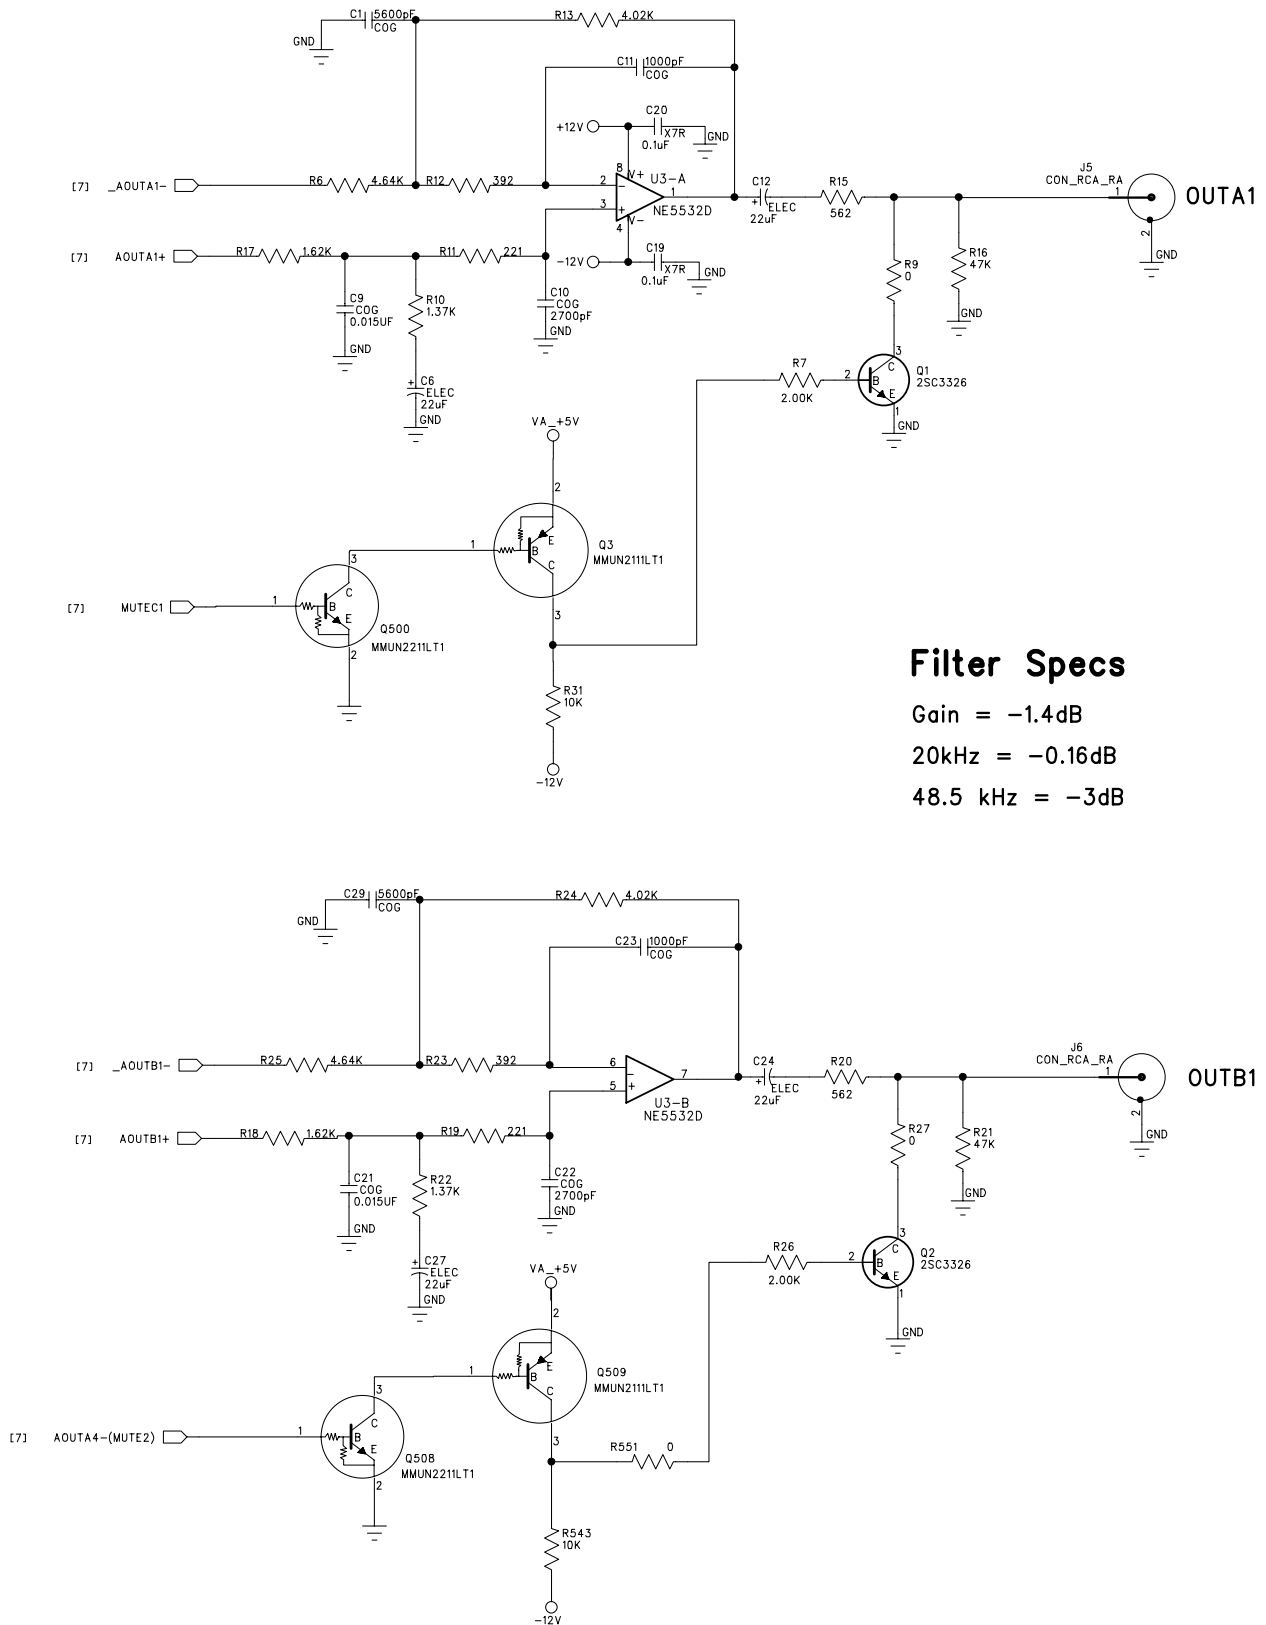 C1 5600pF
COG
GND
R13 4.02K
C11 1000pF
COG
C20
+12V
X7R
0.1uF
GND
[7] _AOUTA1-
R6 4.64K
R12 392
8 V+
U3-A
2 -
1
3 +
NE5532D
4 V-
C12
+ ELEC
22uF
R15
562
J5
CON_RCA_RA
1
2
GND
OUTA1
[7] AOUTA1+
R17 1.62K
R11 221
-12V
C19
X7R
0.1uF
GND
R9
0
R16
47K
GND
C9
COG
0.015UF
GND
R10
1.37K
C10
COG
2700pF
GND
+ C6
ELEC
22uF
GND
R7
2.00K
2
3
C
B
E
1
Q1
2SC3326
GND
VA_+5V
2
1
E
B
C
3
Q3
MMUN2111LT1
[7] MUTEC1
1
3
C
B
E
2
Q500
MMUN2211LT1
R31
10K
-12V
Filter Specs
Gain = -1.4dB
20kHz = -0.16dB
48.5 kHz = -3dB
C29 5600pF
COG
GND
R24 4.02K
C23 1000pF
COG
[7] _AOUTB1-
R25 4.64K
R23 392
6 -
7
5 +
U3-B
NE5532D
C24
+ ELEC
22uF
R20
562
J6
CON_RCA_RA
1
2
GND
OUTB1
[7] AOUTB1+
R18 1.62K
R19 221
R27
0
R21
47K
GND
C21
COG
0.015UF
GND
R22
1.37K
C22
COG
2700pF
GND
+ C27
ELEC
22uF
GND
R26
2.00K
2
3
C
B
E
1
Q2
2SC3326
GND
VA_+5V
2
1
E
B
C
3
Q509
MMUN2111LT1
[7] AOUTA4-(MUTE2)
1
3
C
B
E
2
Q508
MMUN2211LT1
R551 0
R543
10K
-12V